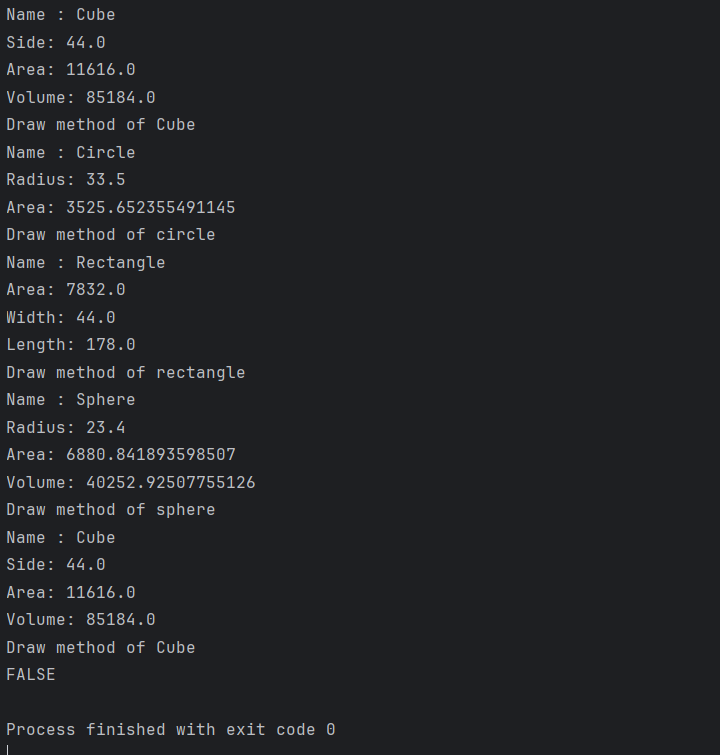 Name : Cube
Side: 44.0
Area: 11616.0
Volume: 85184.0
Draw method of Cube
Name : Circle
Radius: 33.5
Area: 3525.652355491145
Draw method of circle
Name : Rectangle
Area: 7832.0
Width: 44.0
Length: 178.0
Draw method of rectangle
Name : Sphere
Radius: 23.4
Area: 6880.841893598507
Volume: 40252.92507755126
Draw method of sphere
Name : Cube
Side: 44.0
Area: 11616.0
Volume: 85184.0
Draw method of Cube
FALSE
Process finished with exit code 0